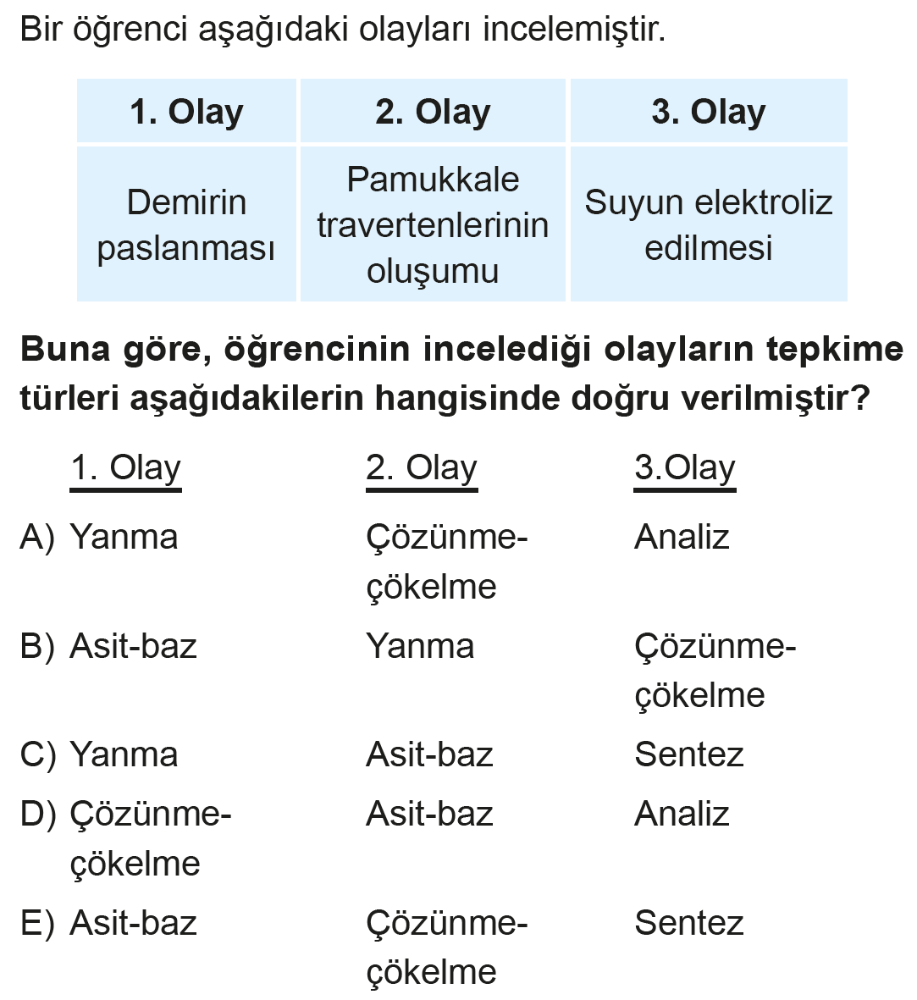 Bir öğrenci aşağıdaki olayları incelemiştir.
1. Olay 2. Olay 3. Olay
Demirin paslanması
Pamukkale travertenlerinin oluşumu
Suyun elektroliz edilmesi
Buna göre, öğrencinin incelediği olayların tepkime
türleri aşağıdakilerin hangisinde doğru verilmiştir?
1. Olay 2. Olay 3.Olay
A) Yanma Çözünme-çökelme Analiz
B) Asit-baz Yanma Çözünme-çökelme
C) Yanma Asit-baz Sentez
D) Çözünme-çökelme Asit-baz Analiz
E) Asit-baz Çözünme-çökelme Sentez